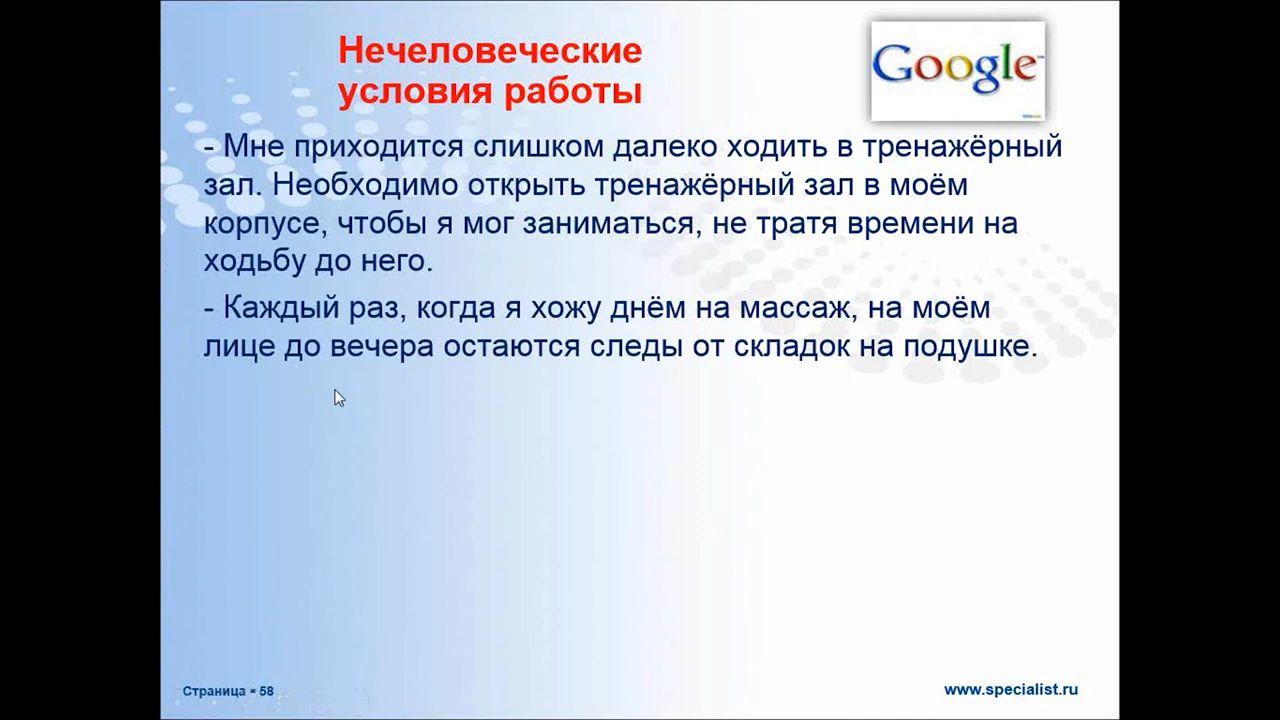 Нечеловеческие
условия работы
Google™
- Мне приходится слишком далеко ходить в тренажёрный
зал. Необходимо открыть тренажёрный зал в моём
корпусе, чтобы я мог заниматься, не тратя времени на
ходьбу до него.
- Каждый раз, когда я хожу днём на массаж, на моём
лице до вечера остаются следы от складок на подушке.
Страница = 58
www.specialist.ru